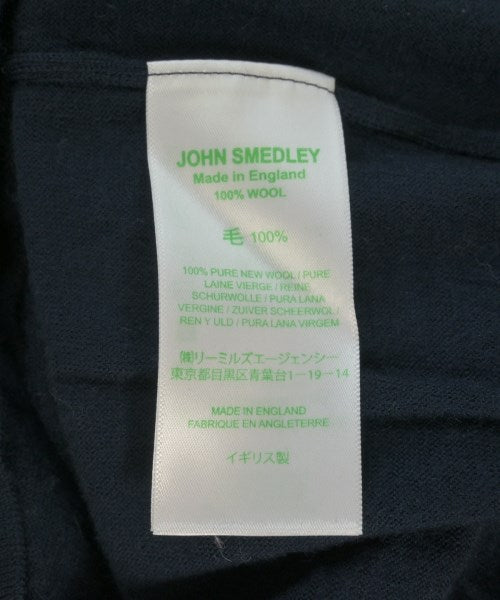 JOHN SMEDLEY
Made in England
100% WOOL
毛 100%
100% PURE NEW WOOL / PURE
LAINE VIERGE / REINE
SCHURWOLLE / PURA LANA
VERGINE / ZUIVER SCHEERWOL /
REN Y ULD / PURA LANA VIRGEM
㈱リーミルズエージェンシー
東京都目黒区青葉台1-19-14
MADE IN ENGLAND
FABRIQUE EN ANGLETERRE
イギリス製